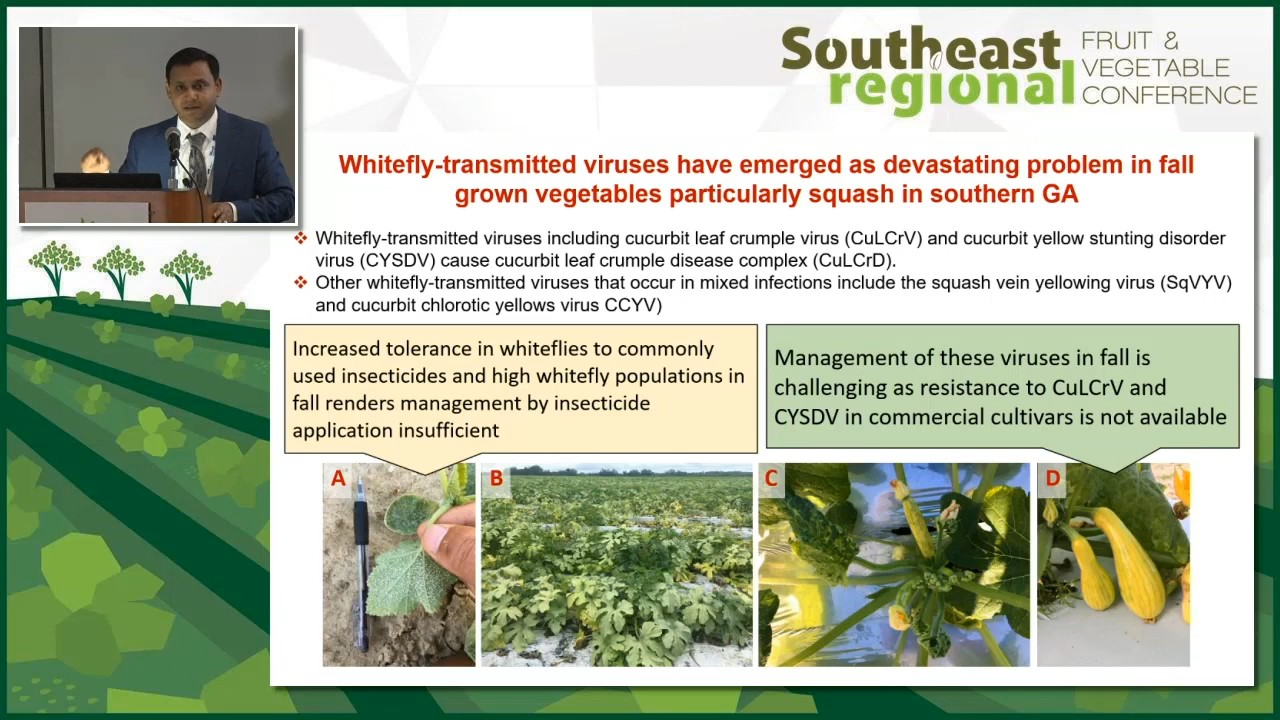 Southeast
regional
FRUIT &
VEGETABLE
CONFERENCE
Whitefly-transmitted viruses have emerged as devastating problem in fall
grown vegetables particularly squash in southern GA
❖ Whitefly-transmitted viruses including cucurbit leaf crumple virus (CuLCrV) and cucurbit yellow stunting disorder
virus (CYSDV) cause cucurbit leaf crumple disease complex (CuLCrD).
❖ Other whitefly-transmitted viruses that occur in mixed infections include the squash vein yellowing virus (SqVYV)
and cucurbit chlorotic yellows virus CCYV)
Increased tolerance in whiteflies to commonly
used insecticides and high whitefly populations in
fall renders management by insecticide
application insufficient
Management of these viruses in fall is
challenging as resistance to CuLCrV and
CYSDV in commercial cultivars is not available
A
B
C
D